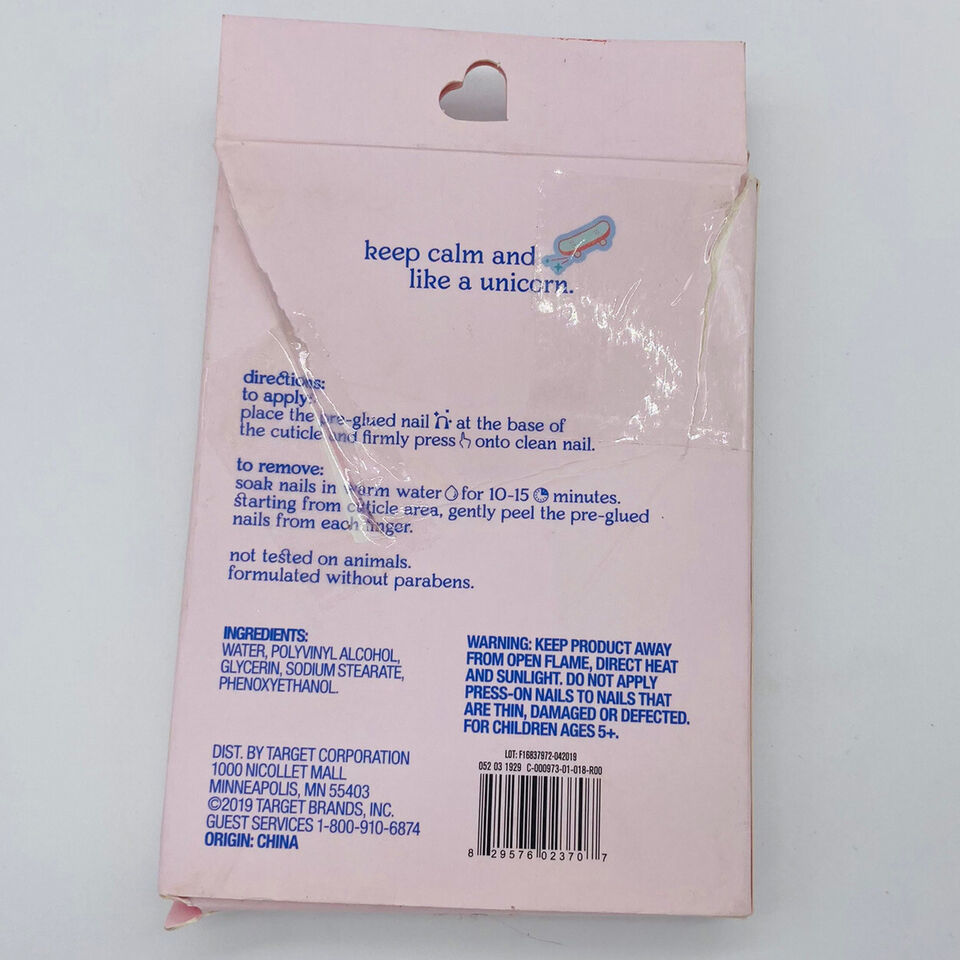 keep calm and
like a unicorn.
directions:
to apply:
place the pre-glued nail at the base of
the cuticle and firmly press onto clean nail.
to remove:
soak nails in warm water for 10-15 minutes.
Starting from cuticle area, gently peel the pre-glued
nails from each finger.
not tested on animals.
formulated without parabens.
INGREDIENTS:
WATER, POLYVINYL ALCOHOL,
GLYCERIN, SODIUM STEARATE,
PHENOXYETHANOL.
WARNING: KEEP PRODUCT AWAY
FROM OPEN FLAME, DIRECT HEAT
AND SUNLIGHT. DO NOT APPLY
PRESS-ON NAILS TO NAILS THAT
ARE THIN, DAMAGED OR DEFECTED.
FOR CHILDREN AGES 5+.
DIST. BY TARGET CORPORATION
1000 NICOLLET MALL
MINNEAPOLIS, MN 55403
©2019 TARGET BRANDS, INC.
GUEST SERVICES 1-800-910-6874
ORIGIN: CHINA
LOT: F16837972-042019
052 03 1929 C-000973-01-018-R00
8 29576 02370 7